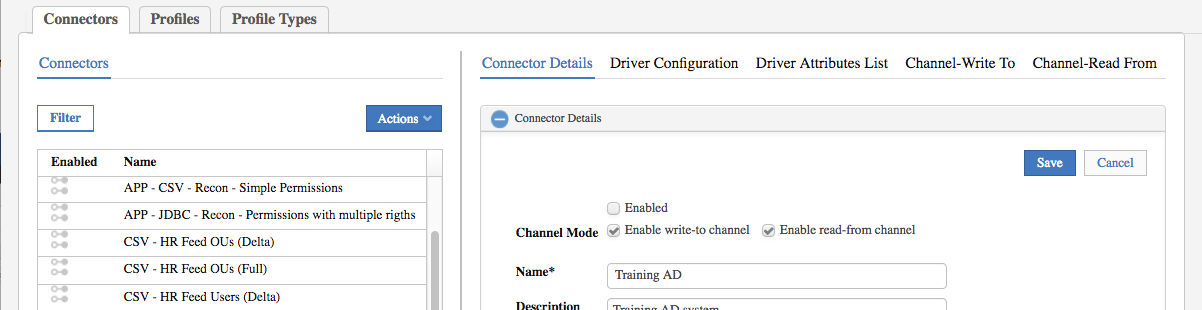 Connectors Profiles Profile Types
Connectors
Filter
Actions
Enabled Name
APP - CSV - Recon - Simple Permissions
APP - JDBC - Recon - Permissions with multiple rigths
CSV - HR Feed OUs (Delta)
CSV - HR Feed OUs (Full)
CSV - HR Feed Users (Delta)
Connector Details Driver Configuration Driver Attributes List Channel-Write To Channel-Read From
Connector Details
Save Cancel
Enabled
Channel Mode Enable write-to channel Enable read-from channel
Name* Training AD
Description Training AD system